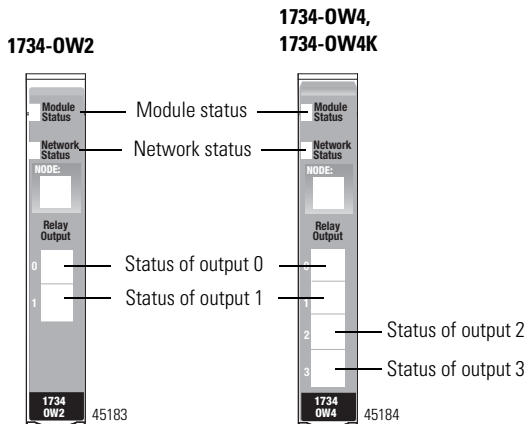 1734-OW2
1734-OW4,
1734-OW4K
Module
Status
Network
Status
NODE:
Relay
Output
0
1
1734
OW2
45183
Module status
Network status
Status of output 0
Status of output 1
Module
Status
Network
Status
NODE:
Relay
Output
0
1
2
3
1734
OW4
45184
Status of output 2
Status of output 3